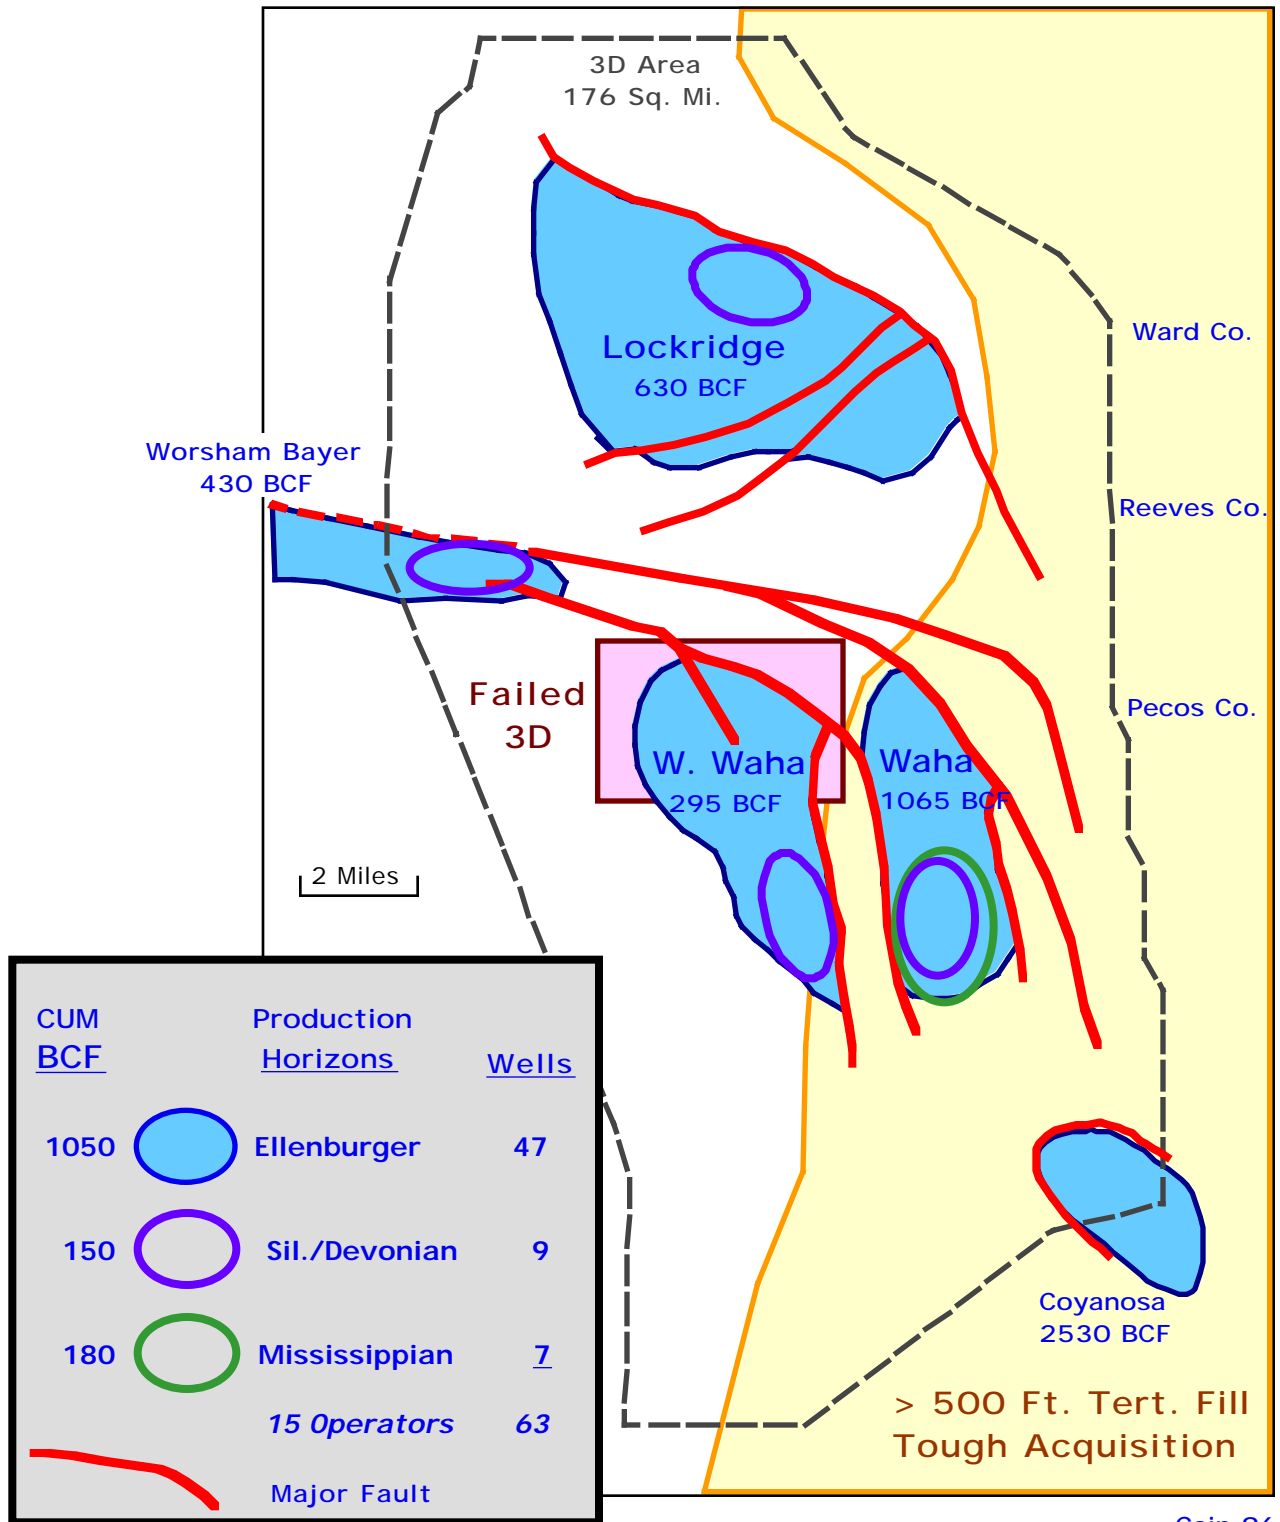 3D Area
176 Sq. Mi.
Lockridge
630 BCF
Ward Co.
Worsham Bayer
430 BCF
Reeves Co.
Failed
3D
Pecos Co.
W. Waha
295 BCF
Waha
1065 BCF
2 Miles
CUM
BCF
Production
Horizons
Wells
1050 Ellenburger 47
150 Sil./Devonian 9
180 Mississippian 7
15 Operators 63
Major Fault
Coyanosa
2530 BCF
> 500 Ft. Tert. Fill
Tough Acquisition